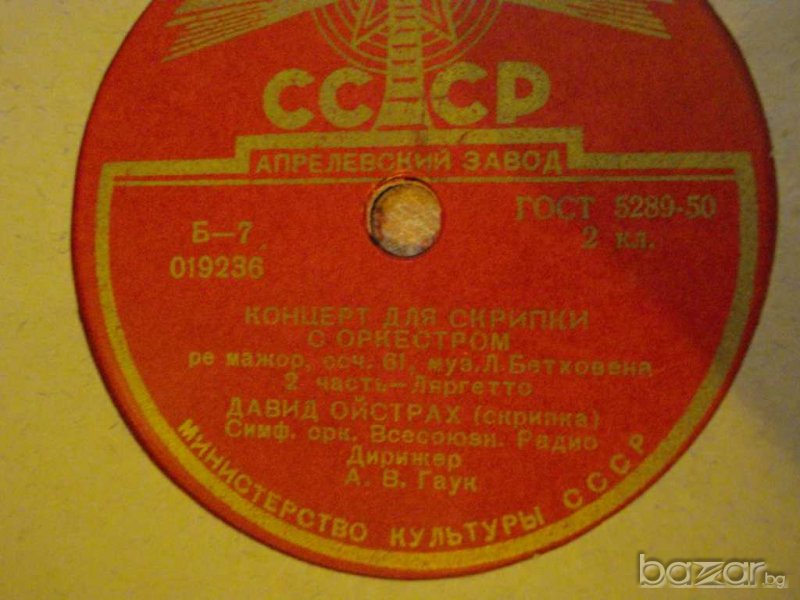 СССР
АПРЕЛЕВСКИЙ ЗАВОД
Б—7
019236
ГОСТ 5289-50
2 кл.
КОНЦЕРТ ДЛЯ СКРИПКИ
С ОРКЕСТРОМ
ре мажор, соч. 61, муз. Л. Бетховена
2 часть—Ляргетто
ДАВИД ОЙСТРАХ (скрипка)
Симф. орк. Всесоюзн. Радио
Дирижер
А. В. Гаук
МИНИСТЕРСТВО КУЛЬТУРЫ СССР
bazar.bg